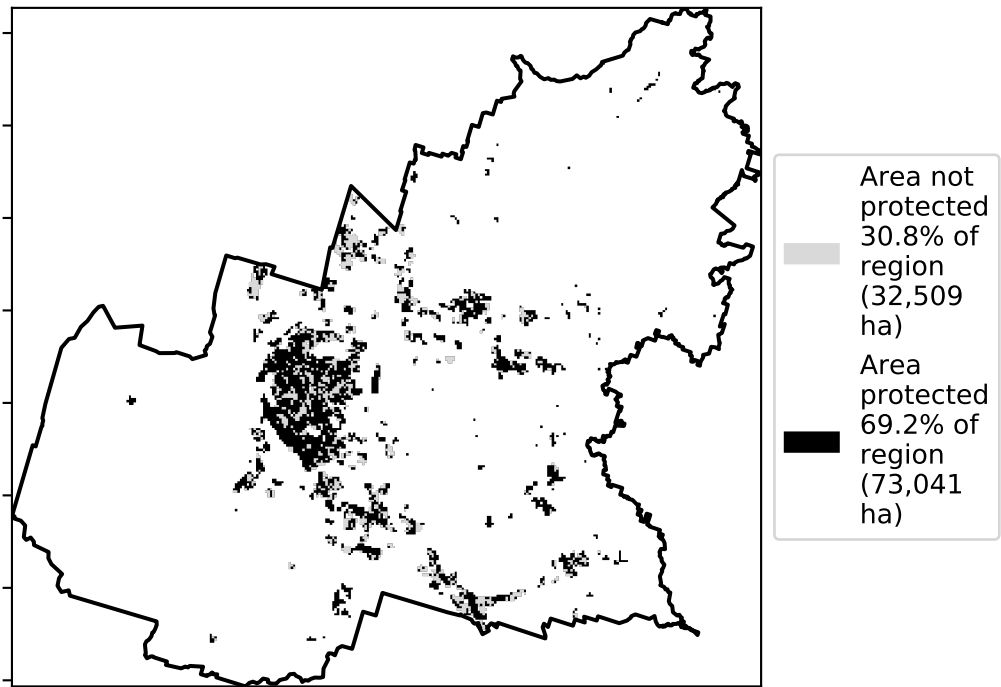 Area not
protected
30.8% of
region
(32,509
ha)
Area
protected
69.2% of
region
(73,041
ha)